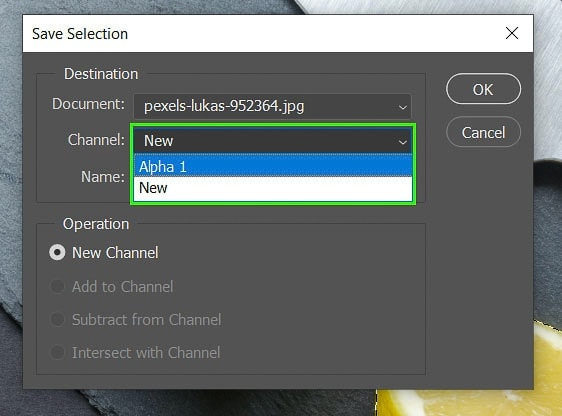 Save Selection
Destination
Document: pexels-lukas-952364.jpg
Channel: New
Alpha 1
Name: New
Operation
New Channel
Add to Channel
Subtract from Channel
Intersect with Channel
OK
Cancel